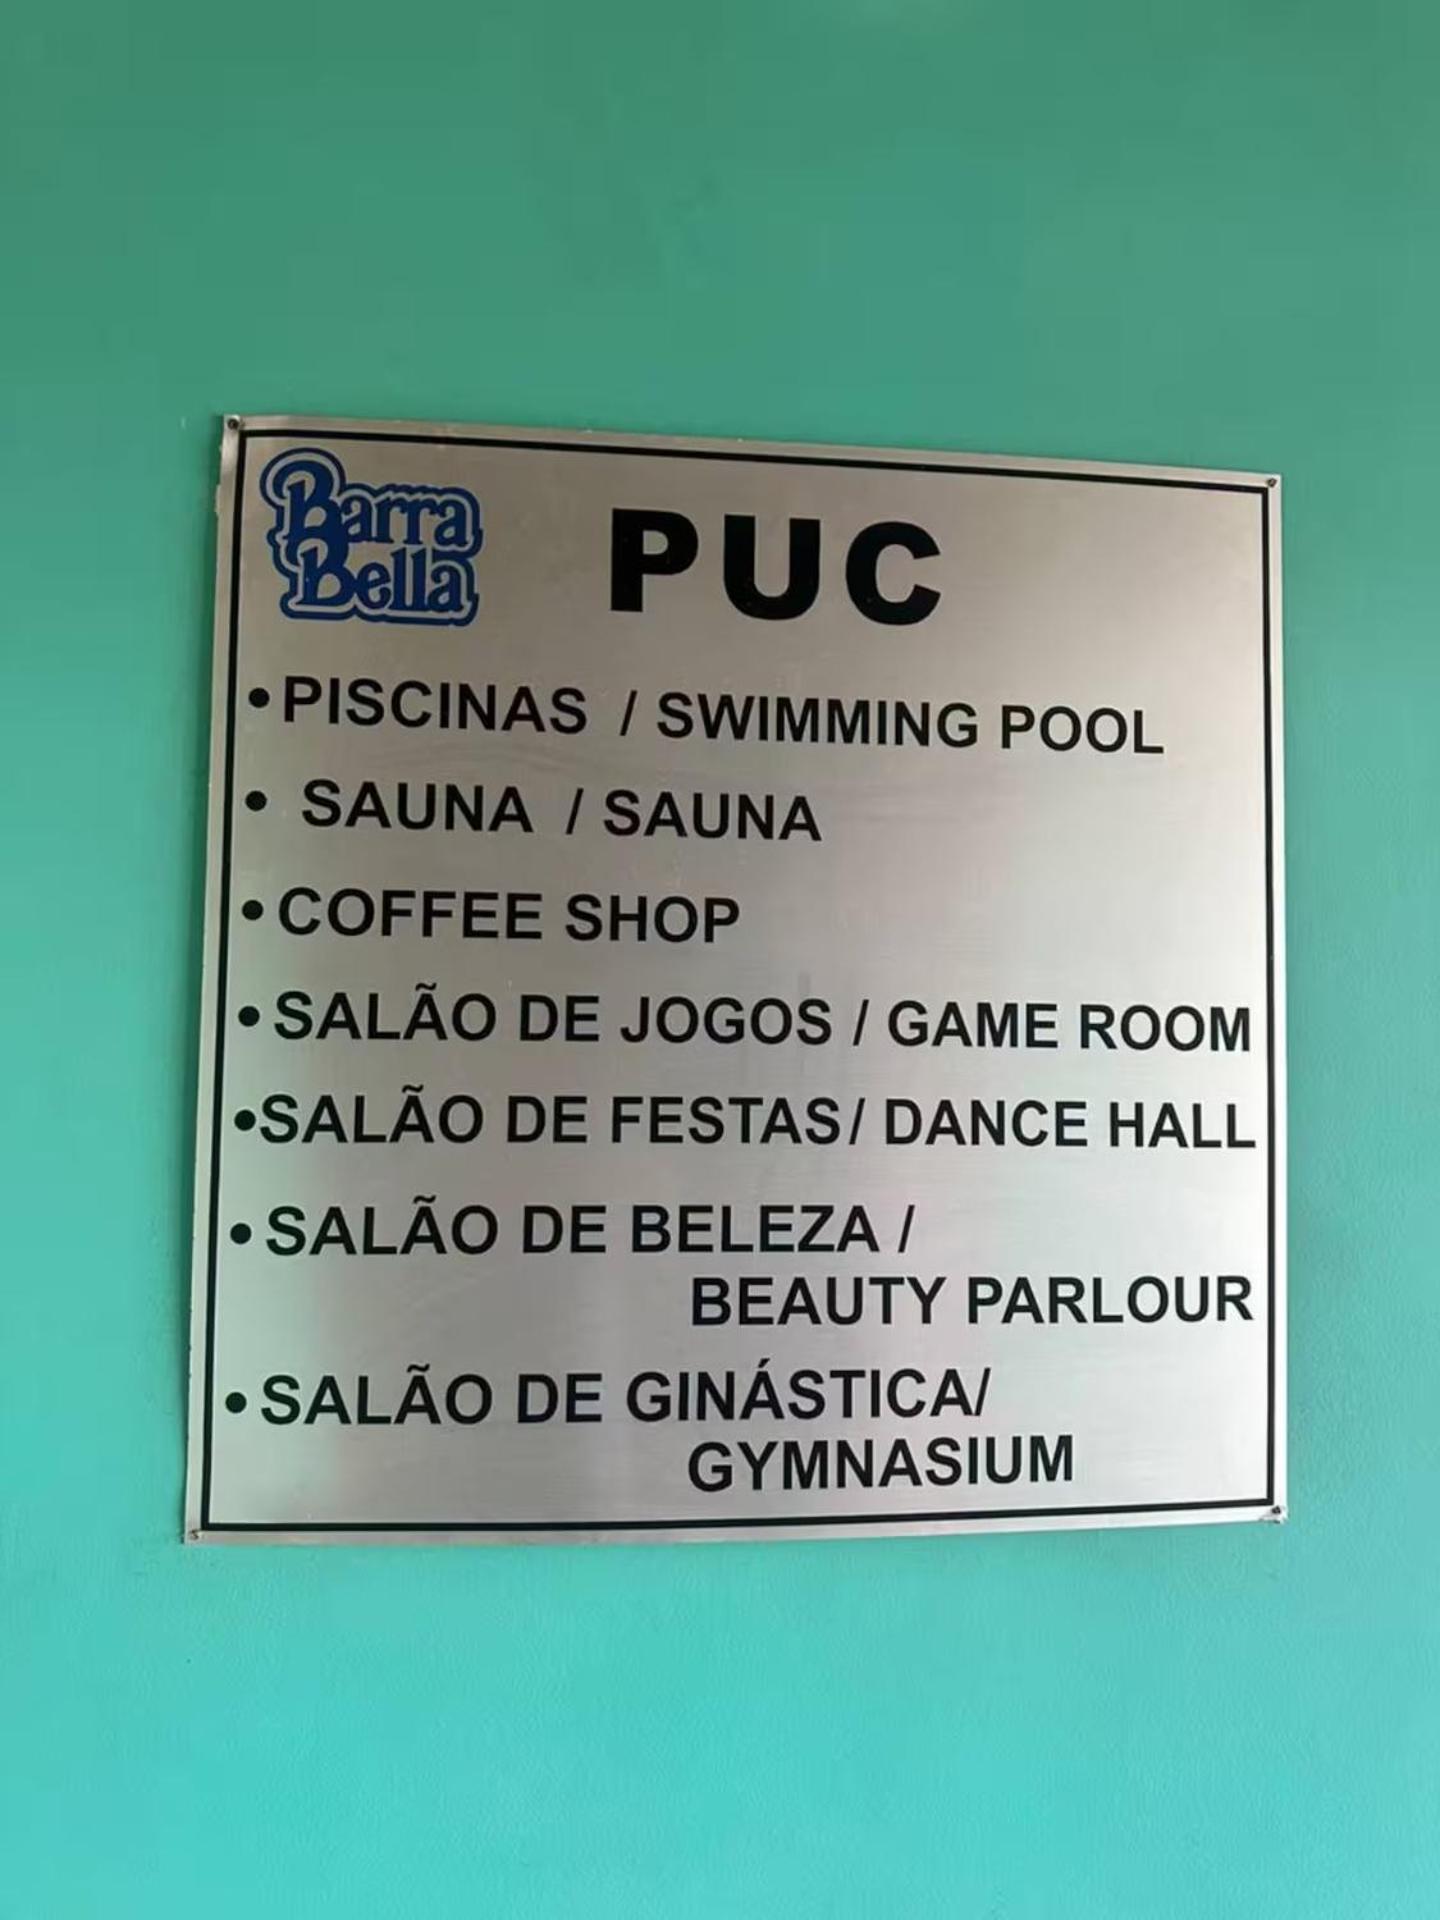 Barra
Bella
PUC
•PISCINAS / SWIMMING POOL
• SAUNA / SAUNA
•COFFEE SHOP
•SALÃO DE JOGOS / GAME ROOM
•SALÃO DE FESTAS/ DANCE HALL
•SALÃO DE BELEZA /
BEAUTY PARLOUR
•SALÃO DE GINÁSTICA/
GYMNASIUM